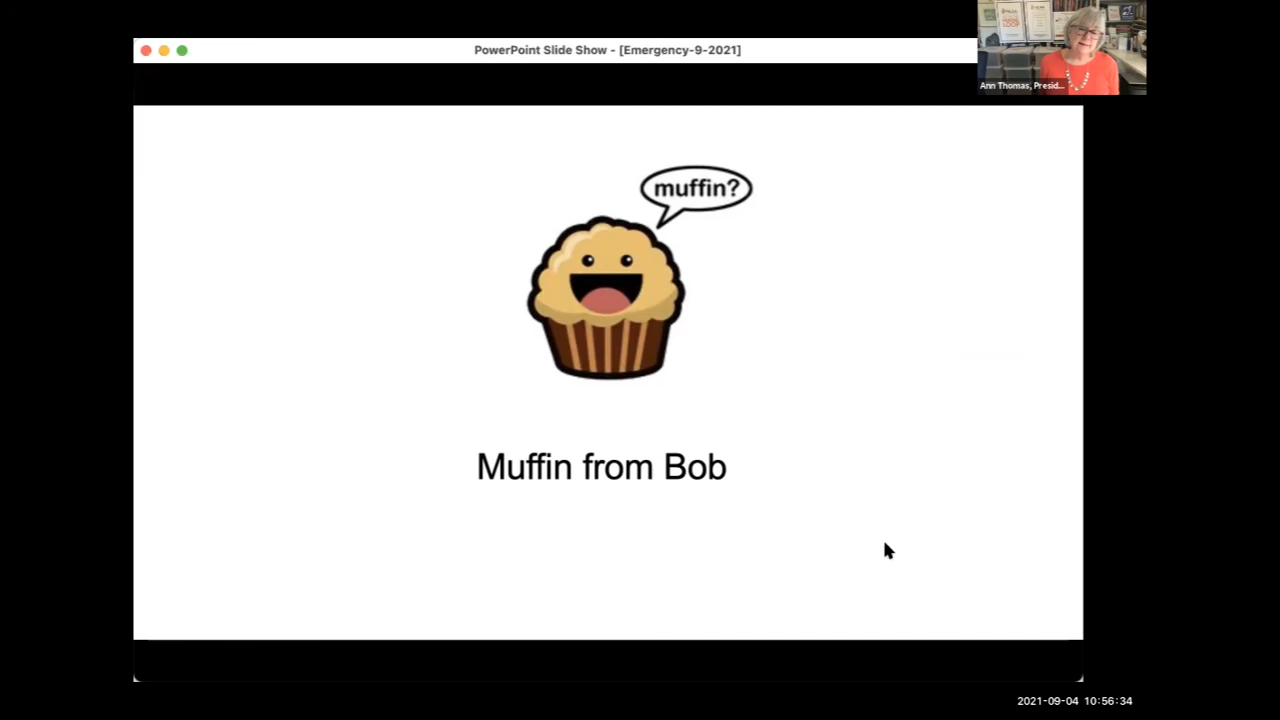 PowerPoint Slide Show - [Emergency-9-2021]
Ann Thomas, Presid...
muffin?
Muffin from Bob
2021-09-04 10:56:34